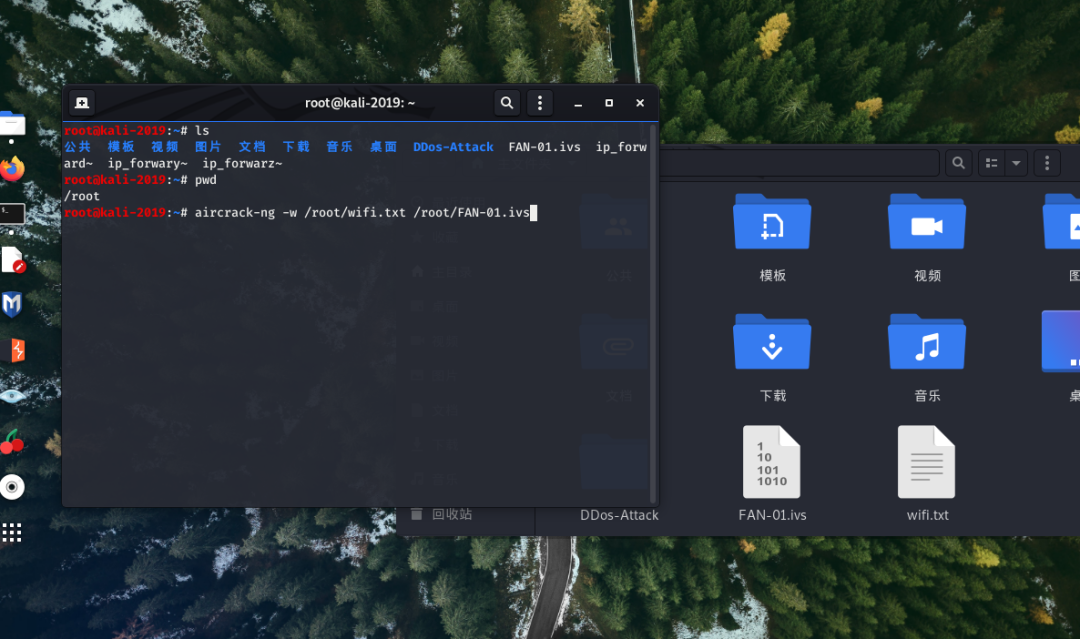 root@kali-2019: ~
root@kali-2019:~# ls
公共 模板 视频 图片 文档 下载 音乐 桌面 DDos-Attack FAN-01.ivs ip_forw
ard~ ip_forwary~ ip_forwarz~
root@kali-2019:~# pwd
/root
root@kali-2019:~# aircrack-ng -w /root/wifi.txt /root/FAN-01.ivs
公共
模板
视频
图
文档
下载
音乐
桌
1
10
101
1010
回收站
DDos-Attack
FAN-01.ivs
wifi.txt